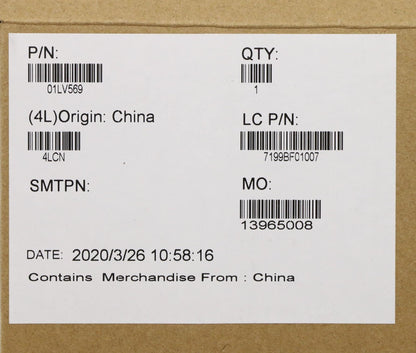 P/N:
01LV569
QTY:
1
(4L)Origin: China
4LCN
LC P/N:
7199BF01007
SMTPN:
MO:
13965008
DATE: 2020/3/26 10:58:16
Contains Merchandise From : China